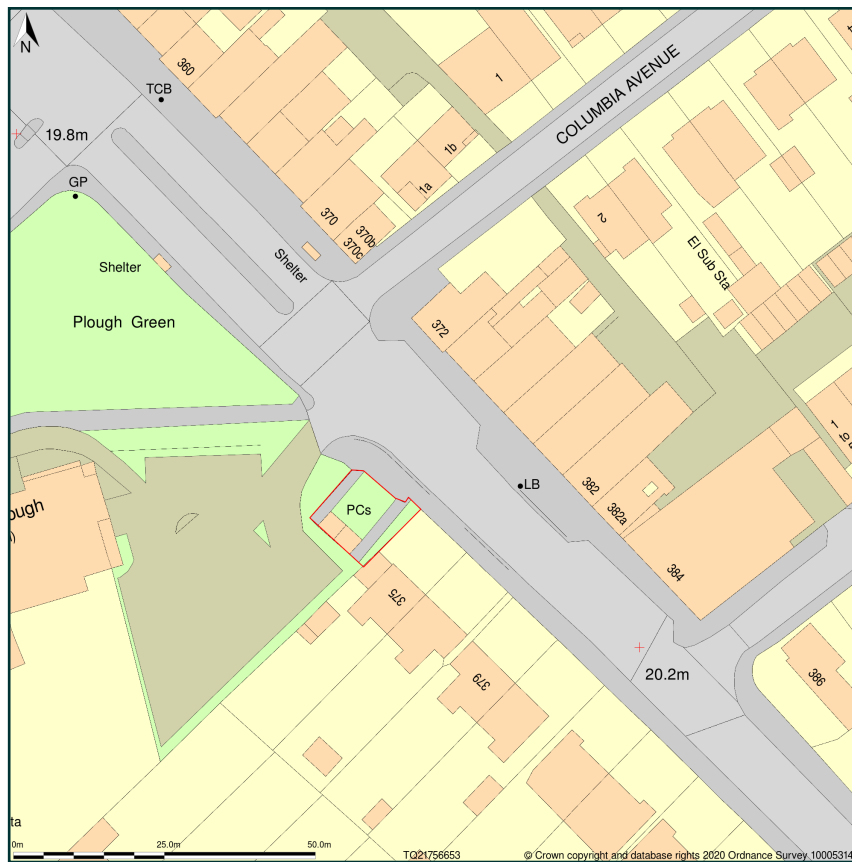 N
360
TCB
19.8m
GP
1
COLUMBIA AVENUE
1b
1a
370
370b
370c
2
El Sub Sta
Shelter
Shelter
Plough Green
372
PCs
LB
382
382a
384
375
379
386
20.2m
ough
ta
0m
25.0m
50.0m
TQ21756653
© Crown copyright and database rights 2020 Ordnance Survey 10005314